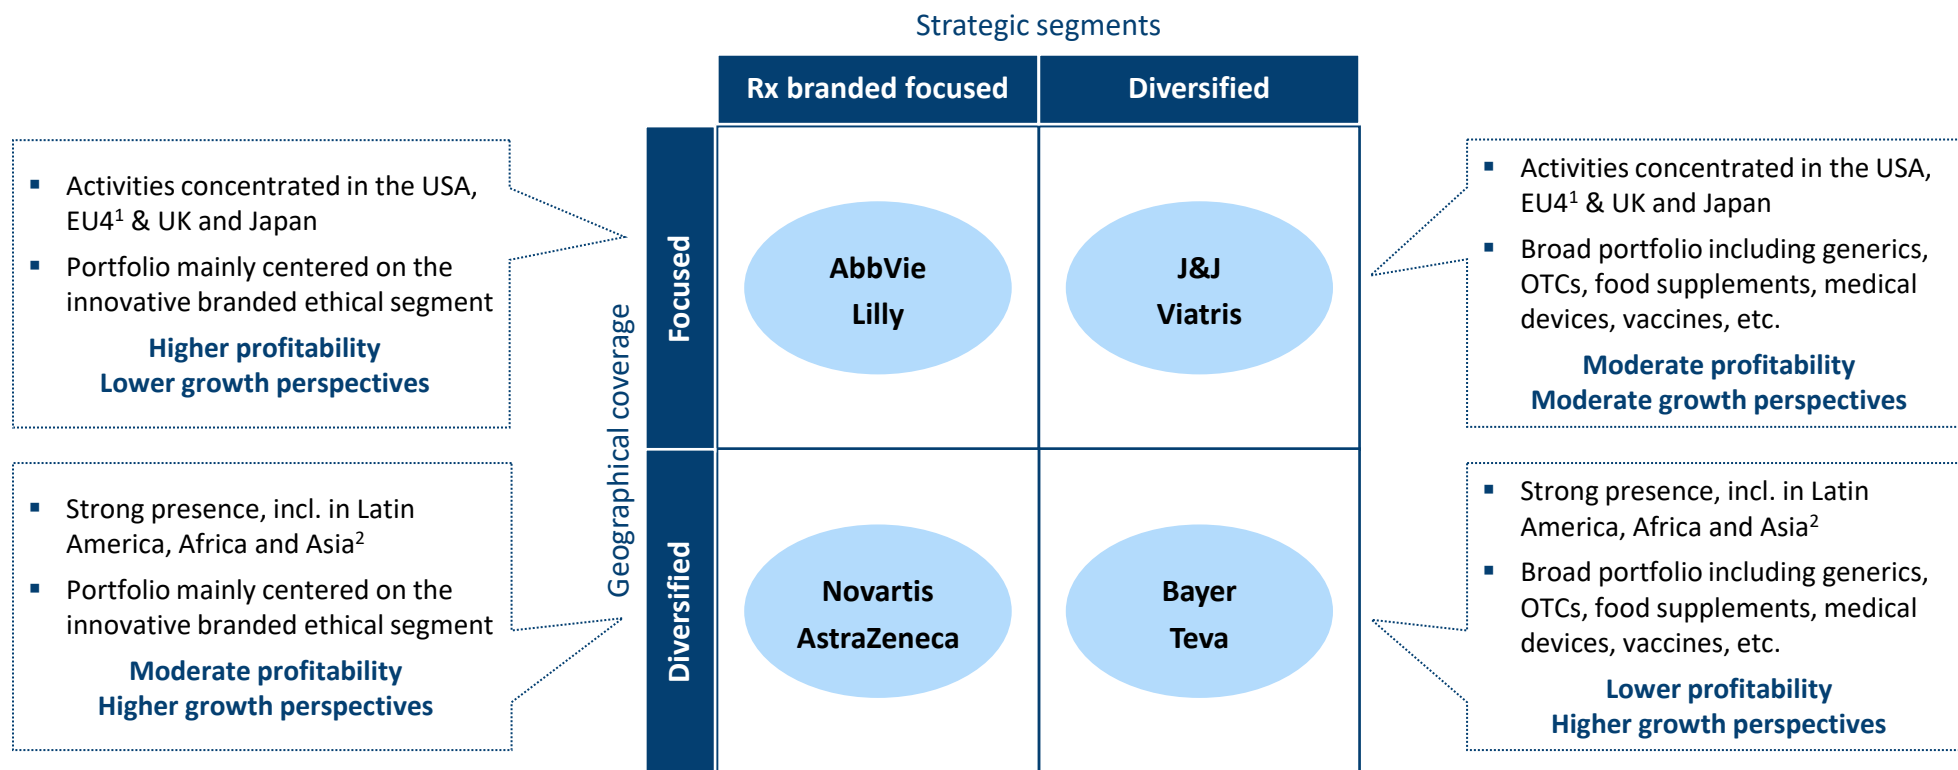 Strategic segments
Rx branded focused
Diversified
▪ Activities concentrated in the USA,
EU4¹ & UK and Japan
▪ Portfolio mainly centered on the
innovative branded ethical segment
Higher profitability
Lower growth perspectives
Geographical coverage
Focused
AbbVie
Lilly
J&J
Viatris
▪ Activities concentrated in the USA,
EU4¹ & UK and Japan
▪ Broad portfolio including generics,
OTCs, food supplements, medical
devices, vaccines, etc.
Moderate profitability
Moderate growth perspectives
▪ Strong presence, incl. in Latin
America, Africa and Asia²
▪ Portfolio mainly centered on the
innovative branded ethical segment
Moderate profitability
Higher growth perspectives
Diversified
Novartis
AstraZeneca
Bayer
Teva
▪ Strong presence, incl. in Latin
America, Africa and Asia²
▪ Broad portfolio including generics,
OTCs, food supplements, medical
devices, vaccines, etc.
Lower profitability
Higher growth perspectives